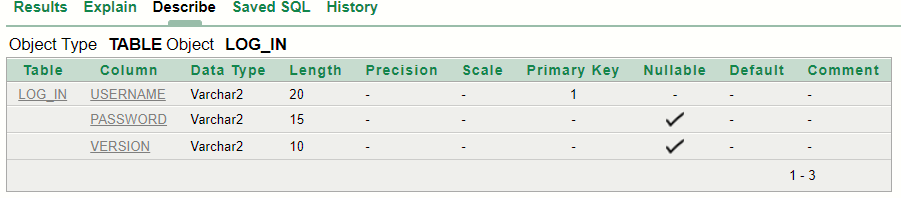 Results Explain Describe Saved SQL History
Object Type TABLE Object LOG_IN
Table Column Data Type Length Precision Scale Primary Key Nullable Default Comment
LOG_IN USERNAME Varchar2 20 - - 1 - - -
PASSWORD Varchar2 15 - - - ✓ - -
VERSION Varchar2 10 - - - ✓ - -
1 - 3